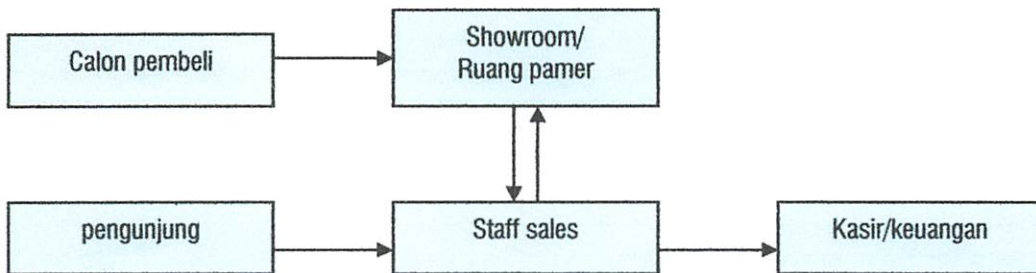 Calon pembeli
Showroom/
Ruang pamer
pengunjung
Staff sales
Kasir/keuangan